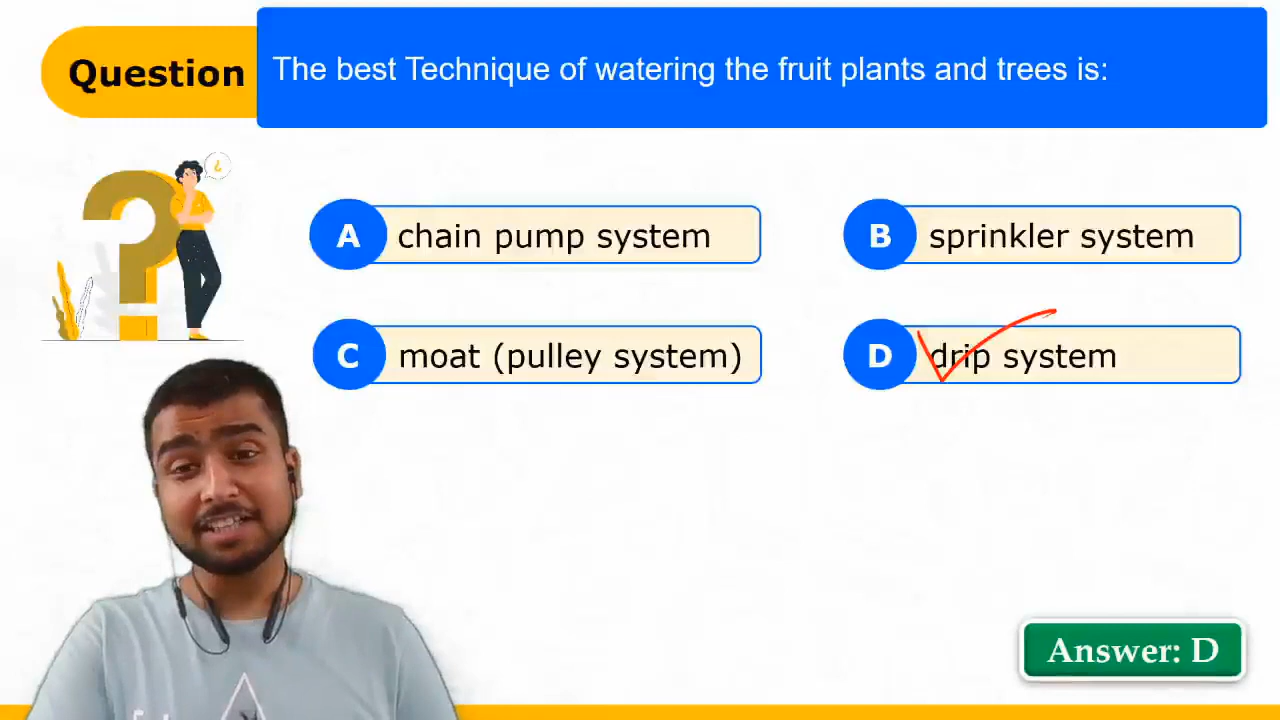 Question
The best Technique of watering the fruit plants and trees is:
A chain pump system
B sprinkler system
C moat (pulley system)
D drip system
Answer: D